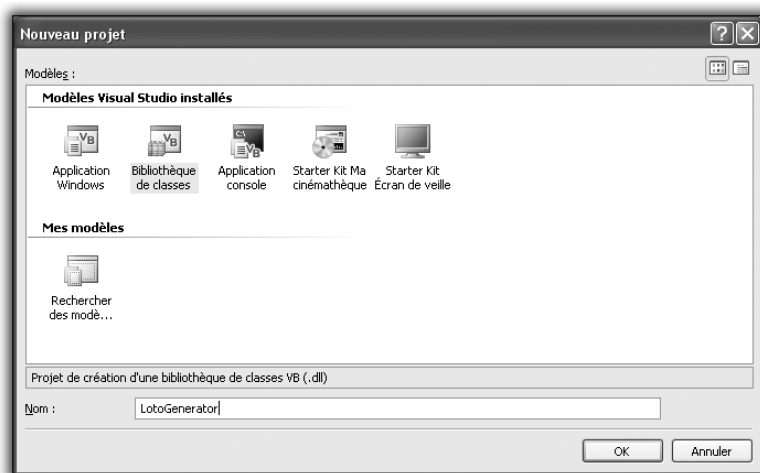 Nouveau projet
Modèles :
Modèles Visual Studio installés
Application Windows
Bibliothèque de classes
Application console
Starter Kit Ma cinémathèque
Starter Kit Écran de veille
Mes modèles
Rechercher des modè...
Projet de création d'une bibliothèque de classes VB (.dll)
Nom :
LotoGenerator
OK
Annuler